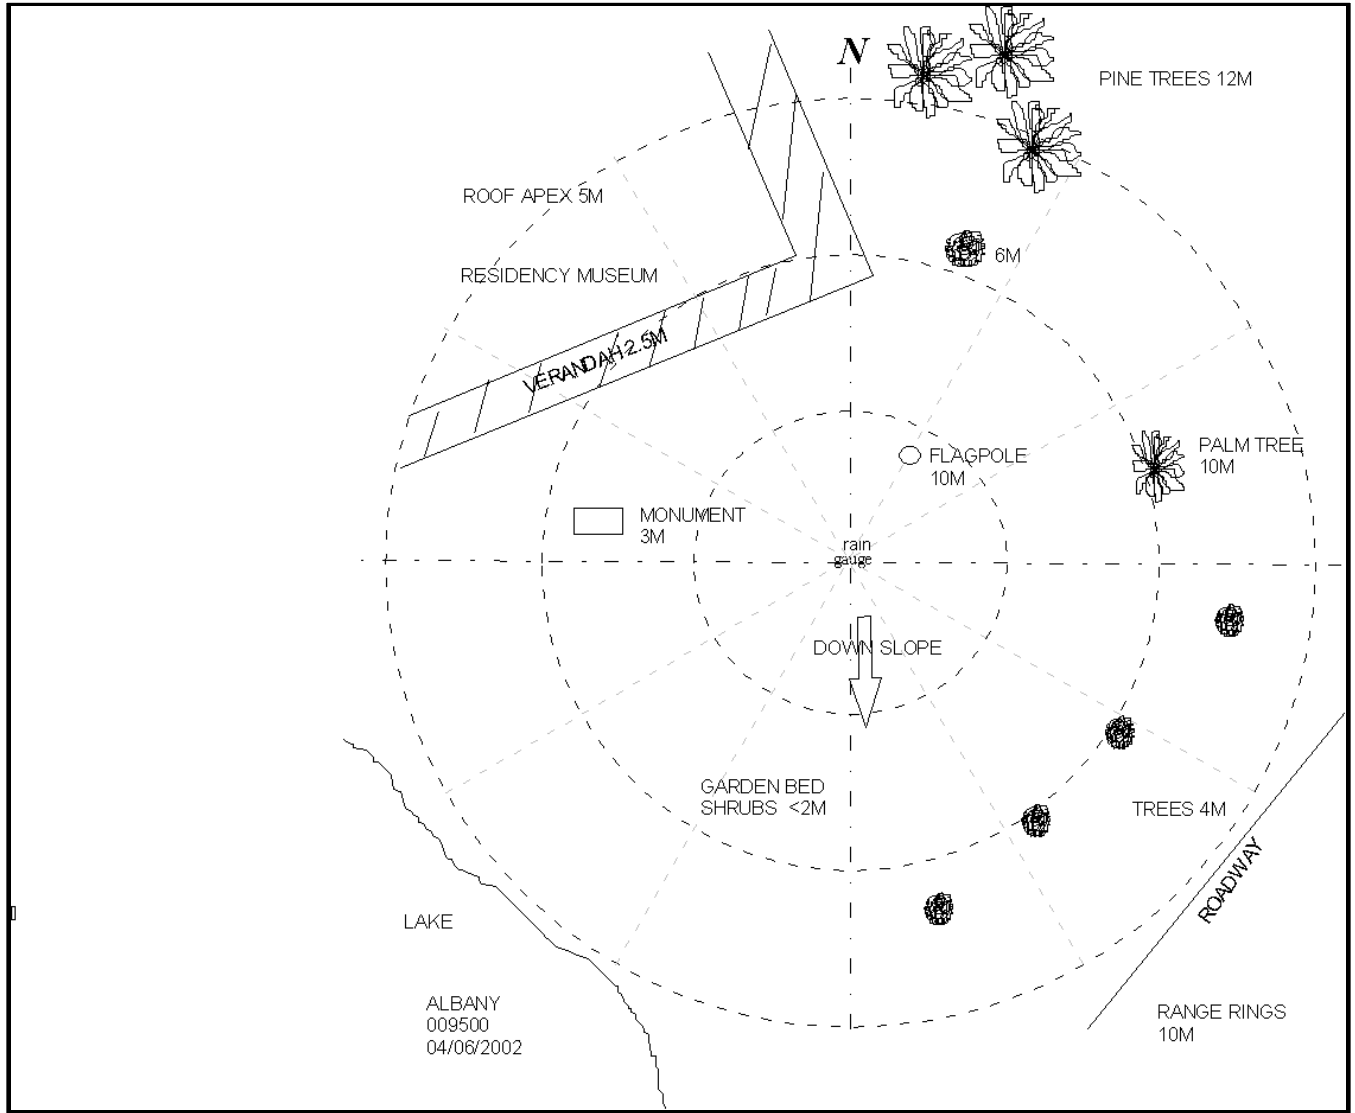 N
PINE TREES 12M
ROOF APEX 5M
6M
RESIDENCY MUSEUM
VERANDAH 2.5M
FLAGPOLE
10M
PALM TREE
10M
MONUMENT
3M
rain
gauge
DOWN SLOPE
GARDEN BED
SHRUBS <2M
TREES 4M
ROADWAY
LAKE
ALBANY
009500
04/06/2002
RANGE RINGS
10M